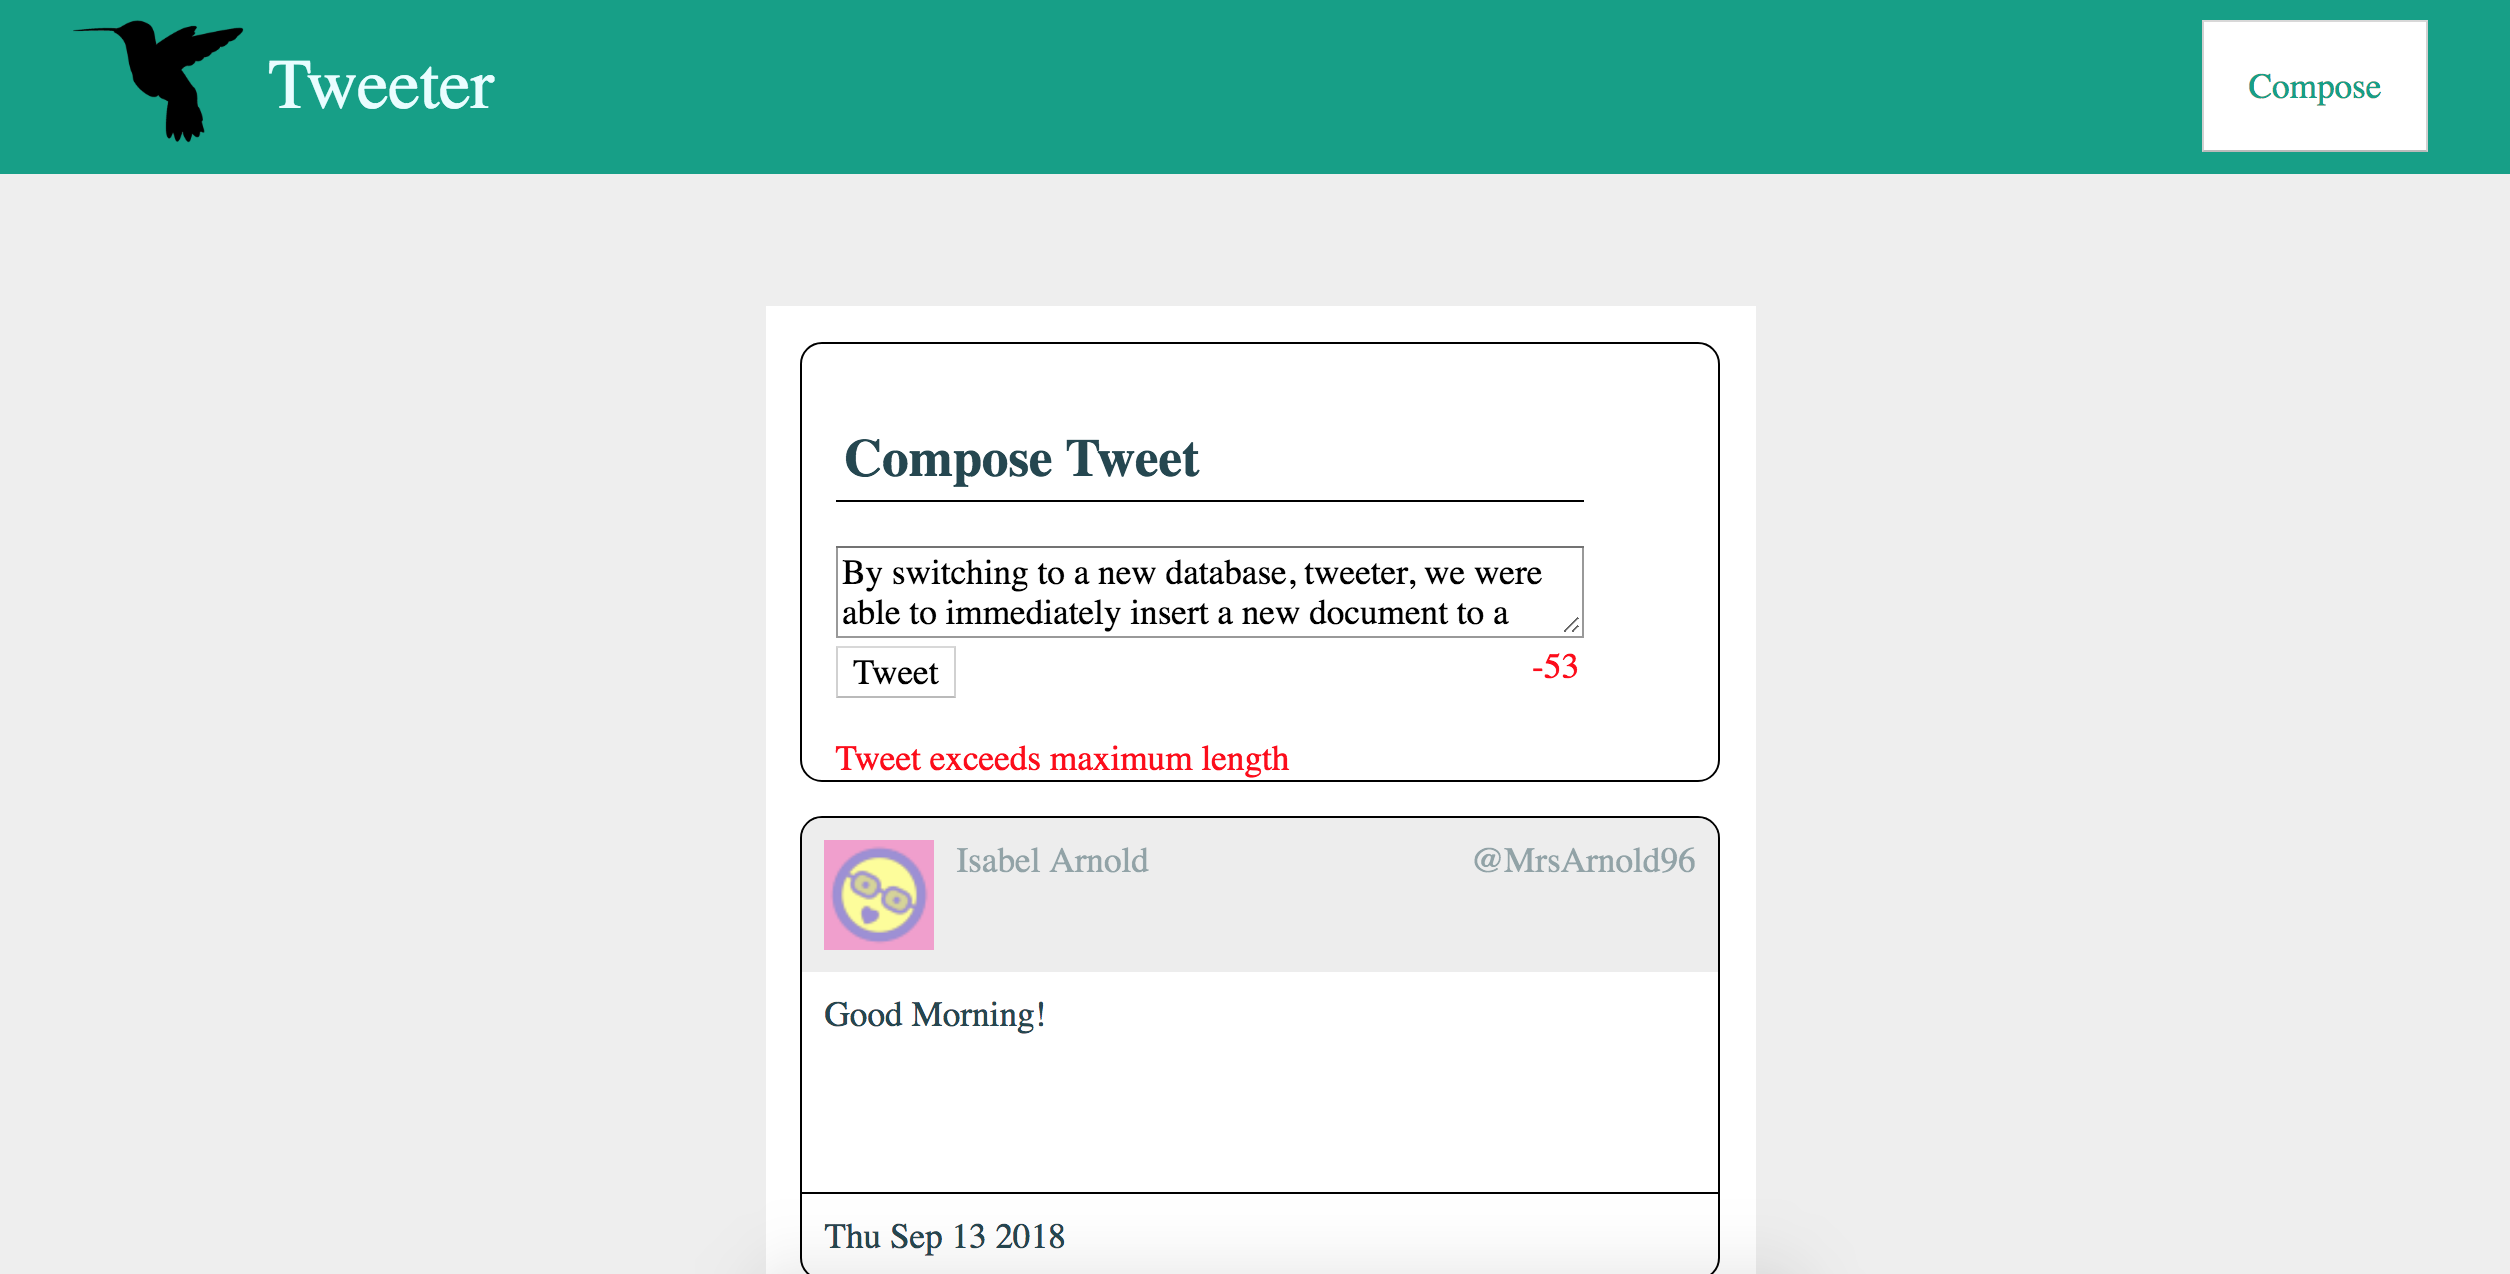 Tweeter
Compose
Compose Tweet
By switching to a new database, tweeter, we were
able to immediately insert a new document to a
Tweet
-53
Tweet exceeds maximum length
Isabel Arnold
@MrsArnold96
Good Morning!
Thu Sep 13 2018